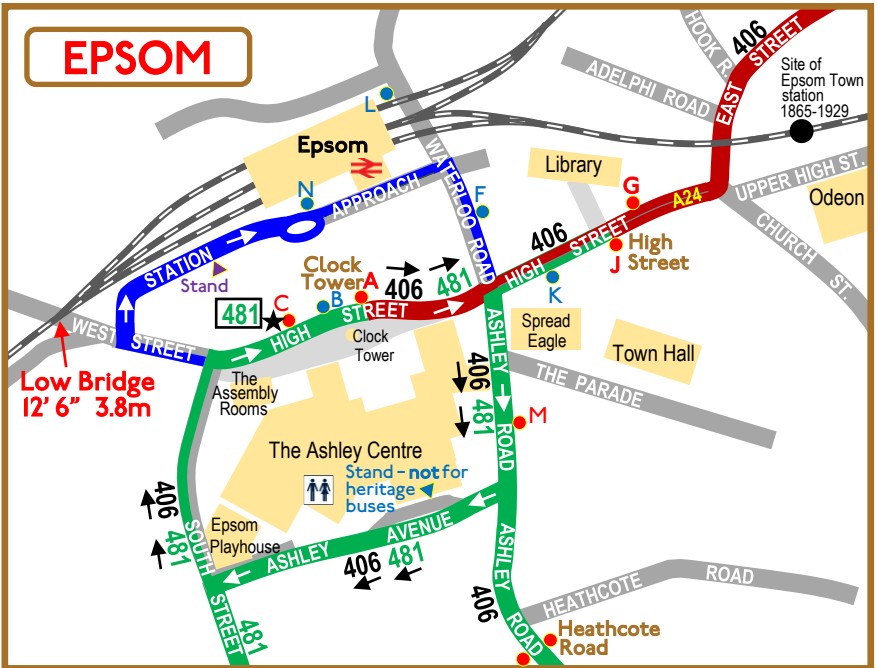 EPSOM
HOOK R.
406
EAST STREET
ADELPHI ROAD
Site of
Epsom Town
station
1865-1929
L
Epsom
WATERLOO ROAD
Library
N
APPROACH
F
G
A24
UPPER HIGH ST.
Odeon
STATION
406
HIGH STREET
High
Street
J
CHURCH ST.
Stand
Clock
Tower
A
406
481
K
481
C
B
HIGH STREET
Clock
Tower
Spread
Eagle
Town Hall
WEST STREET
Low Bridge
12' 6" 3.8m
The
Assembly
Rooms
ASHLEY ROAD
406
481
THE PARADE
M
The Ashley Centre
Stand - not for
heritage
buses
406
481
SOUTH STREET
Epsom
Playhouse
ASHLEY AVENUE
406
481
ASHLEY ROAD
406
HEATHCOTE ROAD
481
Heathcote
Road